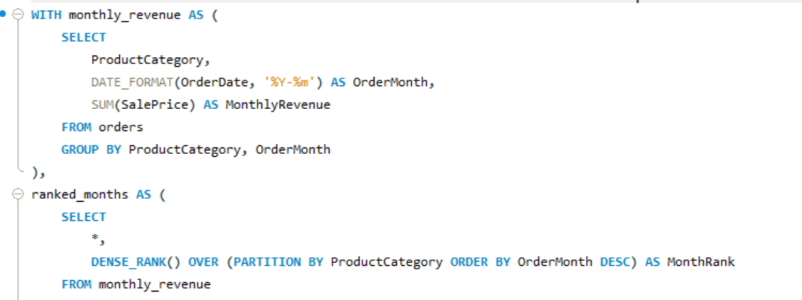 WITH monthly_revenue AS (
SELECT
ProductCategory,
DATE_FORMAT(OrderDate, '%Y-%m') AS OrderMonth,
SUM(SalePrice) AS MonthlyRevenue
FROM orders
GROUP BY ProductCategory, OrderMonth
),
ranked_months AS (
SELECT
*,
DENSE_RANK() OVER (PARTITION BY ProductCategory ORDER BY OrderMonth DESC) AS MonthRank
FROM monthly_revenue